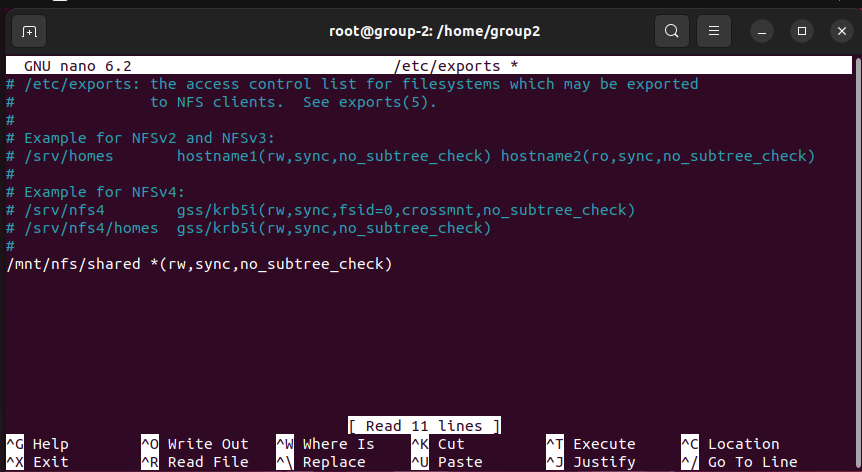 root@group-2: /home/group2
GNU nano 6.2 /etc/exports *
# /etc/exports: the access control list for filesystems which may be exported
#               to NFS clients.  See exports(5).
#
# Example for NFSv2 and NFSv3:
# /srv/homes       hostname1(rw,sync,no_subtree_check) hostname2(ro,sync,no_subtree_check)
#
# Example for NFSv4:
# /srv/nfs4        gss/krb5i(rw,sync,fsid=0,crossmnt,no_subtree_check)
# /srv/nfs4/homes  gss/krb5i(rw,sync,no_subtree_check)
#
/mnt/nfs/shared *(rw,sync,no_subtree_check)
[ Read 11 lines ]
^G Help ^O Write Out ^W Where Is ^K Cut ^T Execute ^C Location
^X Exit ^R Read File ^\ Replace ^U Paste ^J Justify ^/ Go To Line